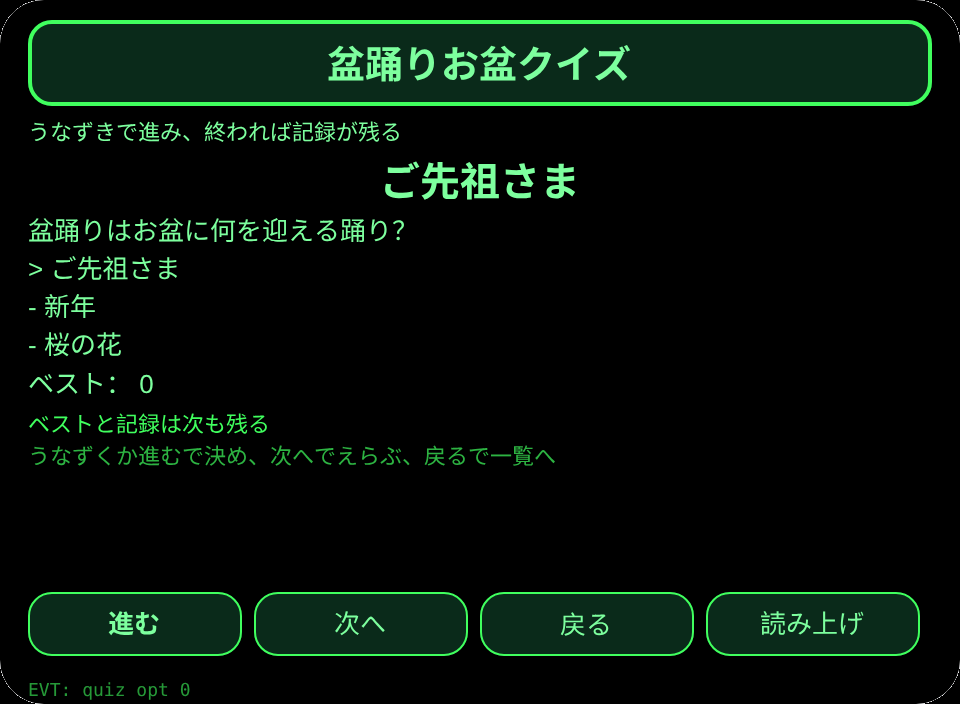 盆踊りお盆クイズ
うなずきで進み、終われば記録が残る
ご先祖さま
盆踊りはお盆に何を迎える踊り?
> ご先祖さま
- 新年
- 桜の花
ベスト: 0
ベストと記録は次も残る
うなずくか進むで決め、次へでえらぶ、戻るで一覧へ
進む
次へ
戻る
読み上げ
EVT: quiz opt 0